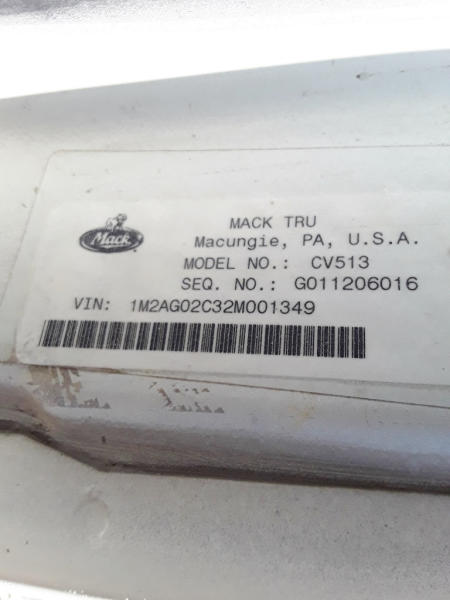 Mack
MACK TRU
Macungie, PA, U.S.A.
MODEL NO.: CV513
SEQ. NO.: G011206016
VIN: 1M2AG02C32M001349